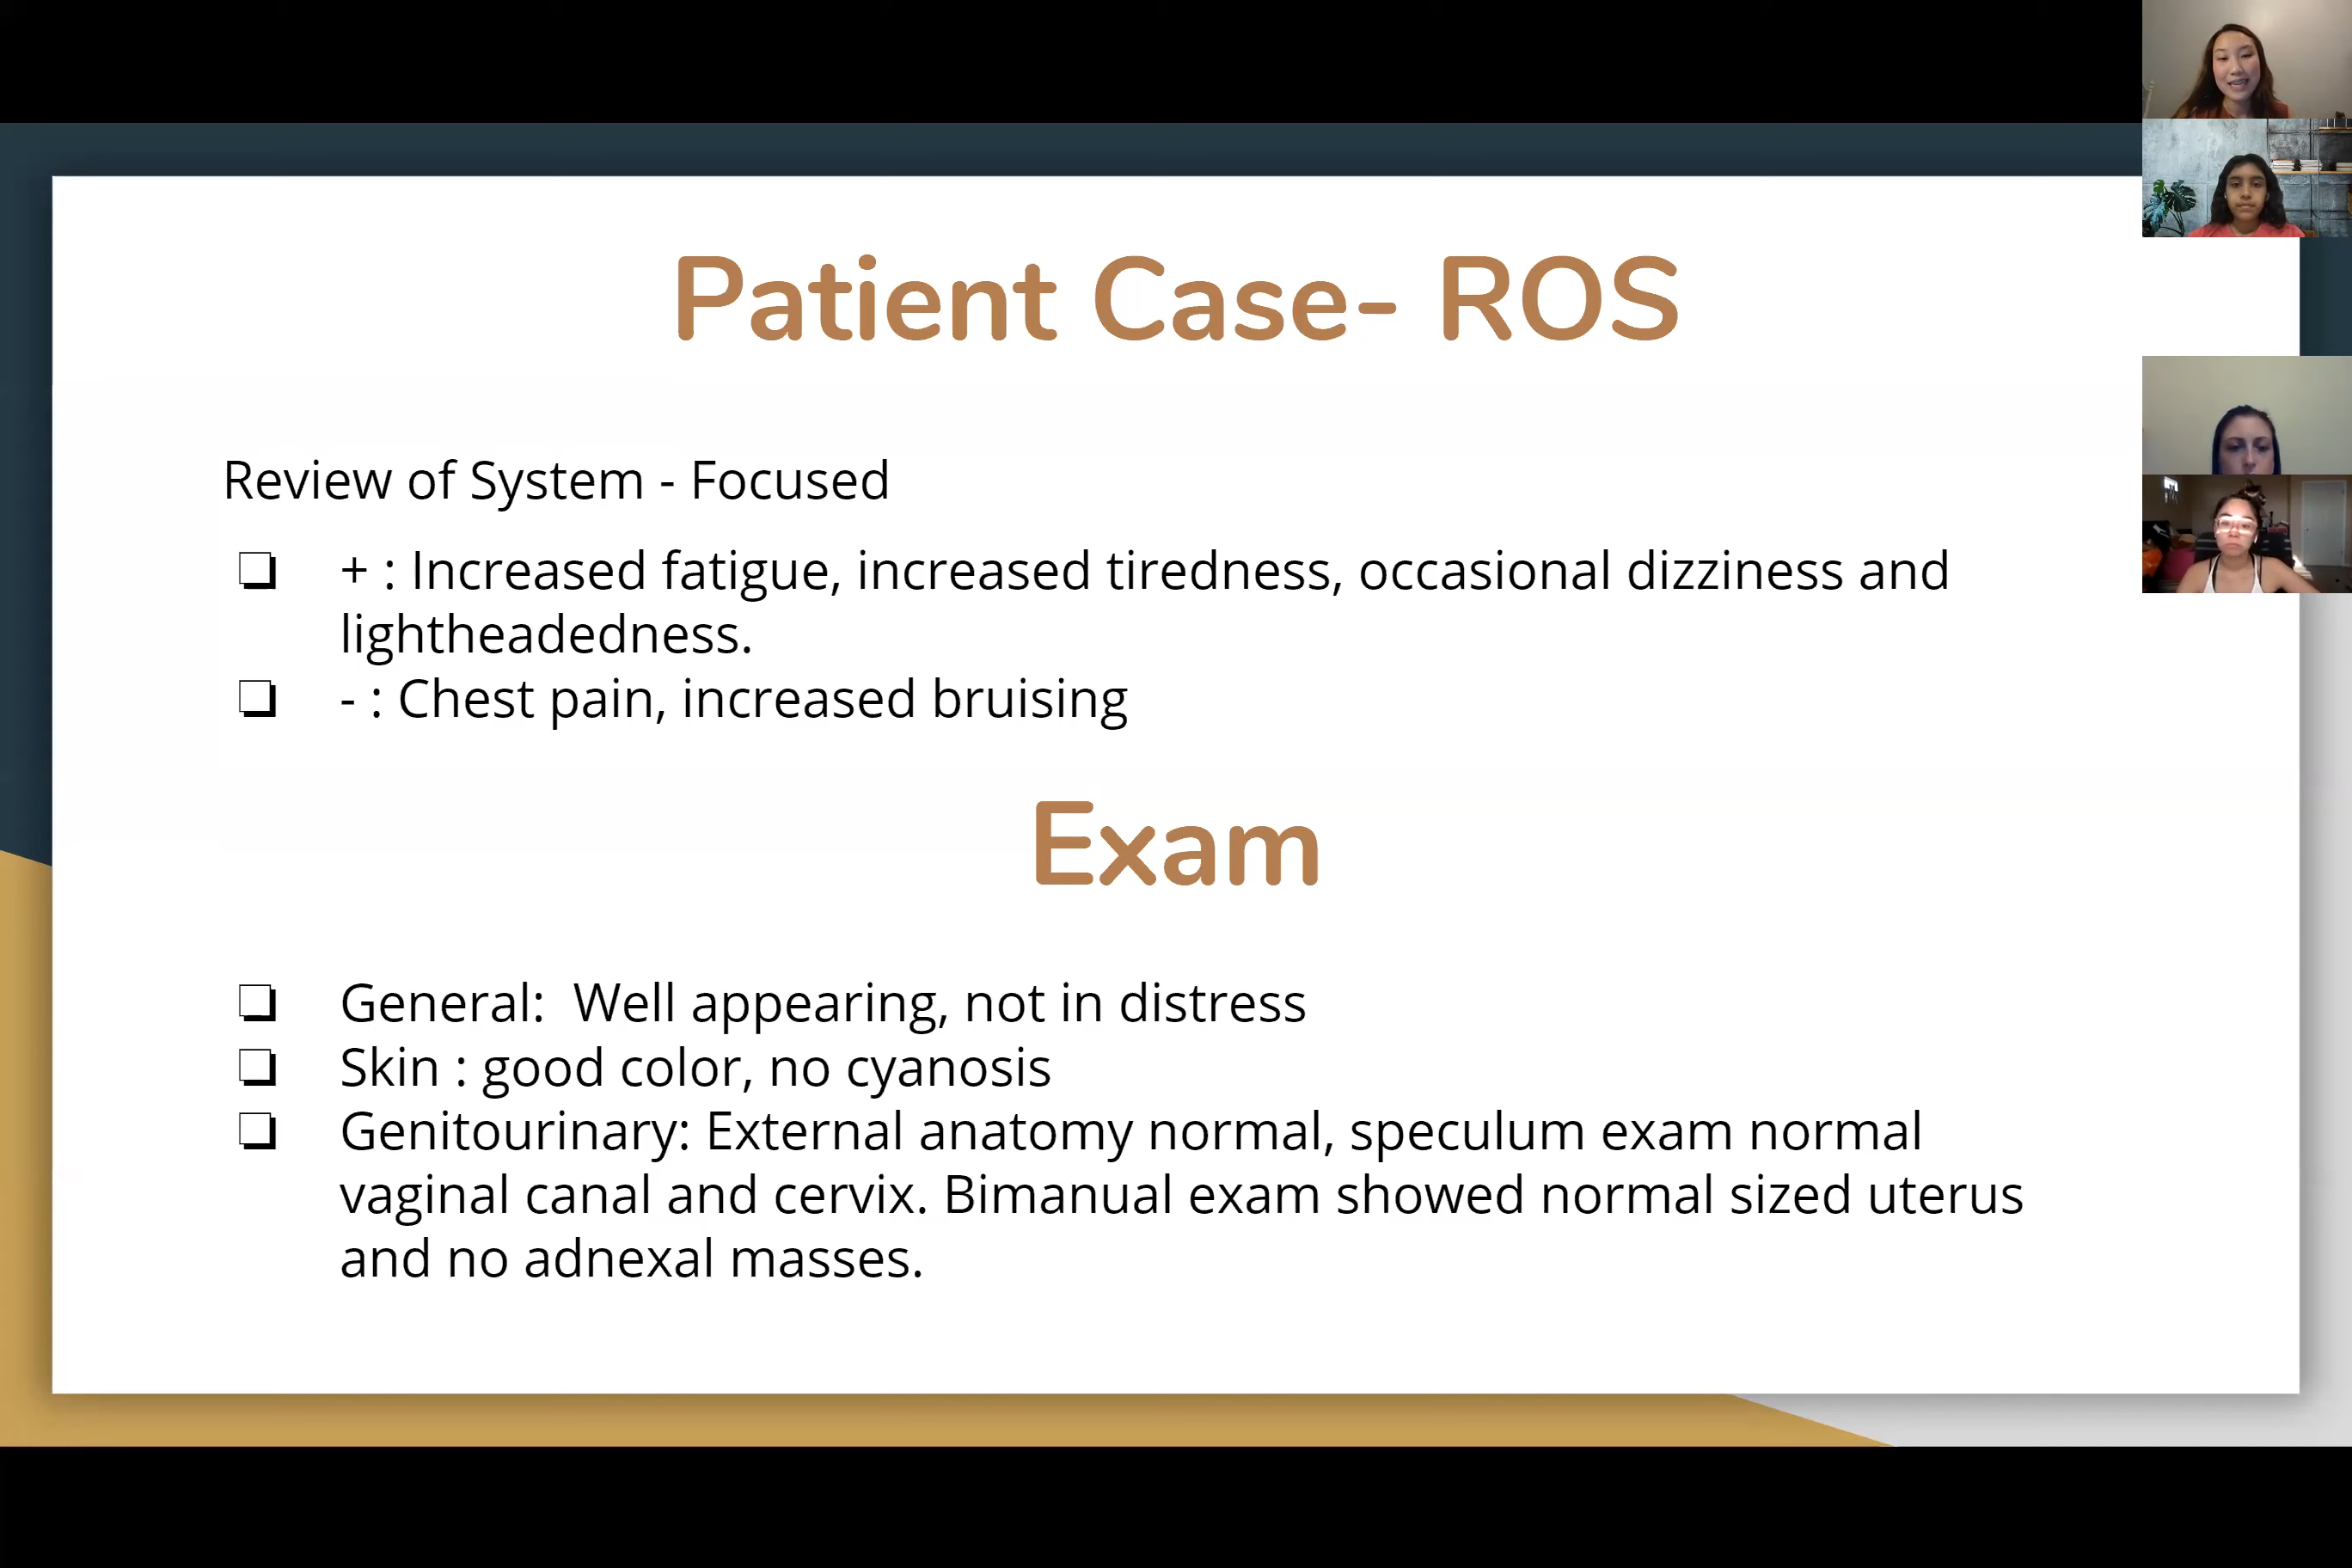 Patient Case- ROS
Review of System - Focused
❏ + : Increased fatigue, increased tiredness, occasional dizziness and
lightheadedness.
❏ - : Chest pain, increased bruising
Exam
❏ General:  Well appearing, not in distress
❏ Skin : good color, no cyanosis
❏ Genitourinary: External anatomy normal, speculum exam normal
vaginal canal and cervix. Bimanual exam showed normal sized uterus
and no adnexal masses.